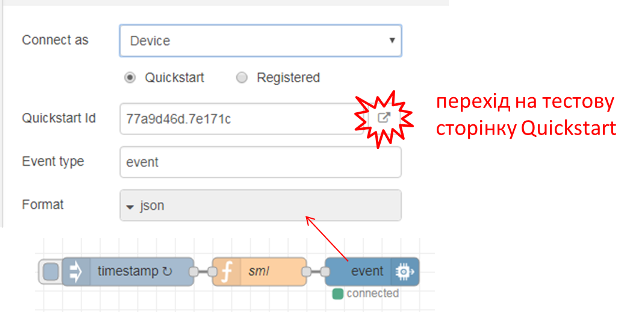 Connect as
Device
Quickstart
Registered
Quickstart Id
77a9d46d.7e171c
перехід на тестову
сторінку Quickstart
Event type
event
Format
json
timestamp ↻
f
sml
event
connected